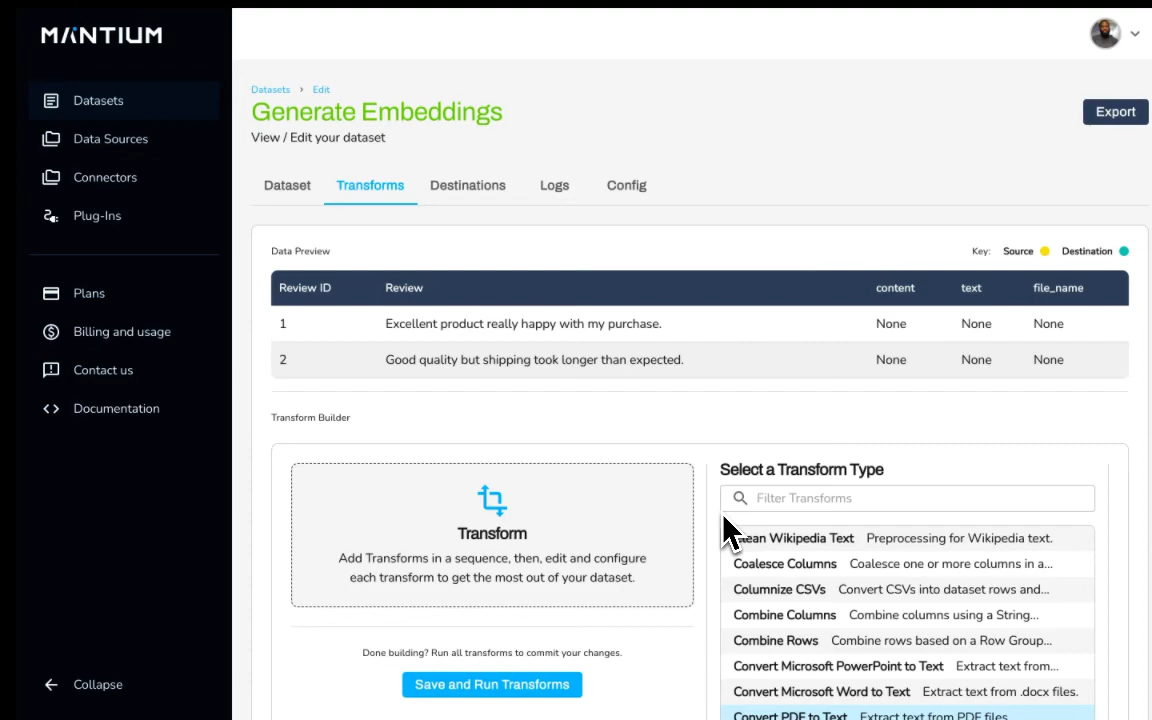 MANTIUM
Datasets
Data Sources
Connectors
Plug-Ins
Plans
Billing and usage
Contact us
Documentation
Collapse
Datasets › Edit
Generate Embeddings
View / Edit your dataset
Export
Dataset Transforms Destinations Logs Config
Data Preview
Key: Source Destination
Review ID Review content text file_name
1 Excellent product really happy with my purchase. None None None
2 Good quality but shipping took longer than expected. None None None
Transform Builder
Transform
Add Transforms in a sequence, then, edit and configure
each transform to get the most out of your dataset.
Done building? Run all transforms to commit your changes.
Save and Run Transforms
Select a Transform Type
Filter Transforms
Wikipedia Text Preprocessing for Wikipedia text.
Coalesce Columns Coalesce one or more columns in a...
Columnize CSVs Convert CSVs into dataset rows and...
Combine Columns Combine columns using a String...
Combine Rows Combine rows based on a Row Group...
Convert Microsoft PowerPoint to Text Extract text from...
Convert Microsoft Word to Text Extract text from .docx files.
Convert PDF to Text Extract text from PDF files